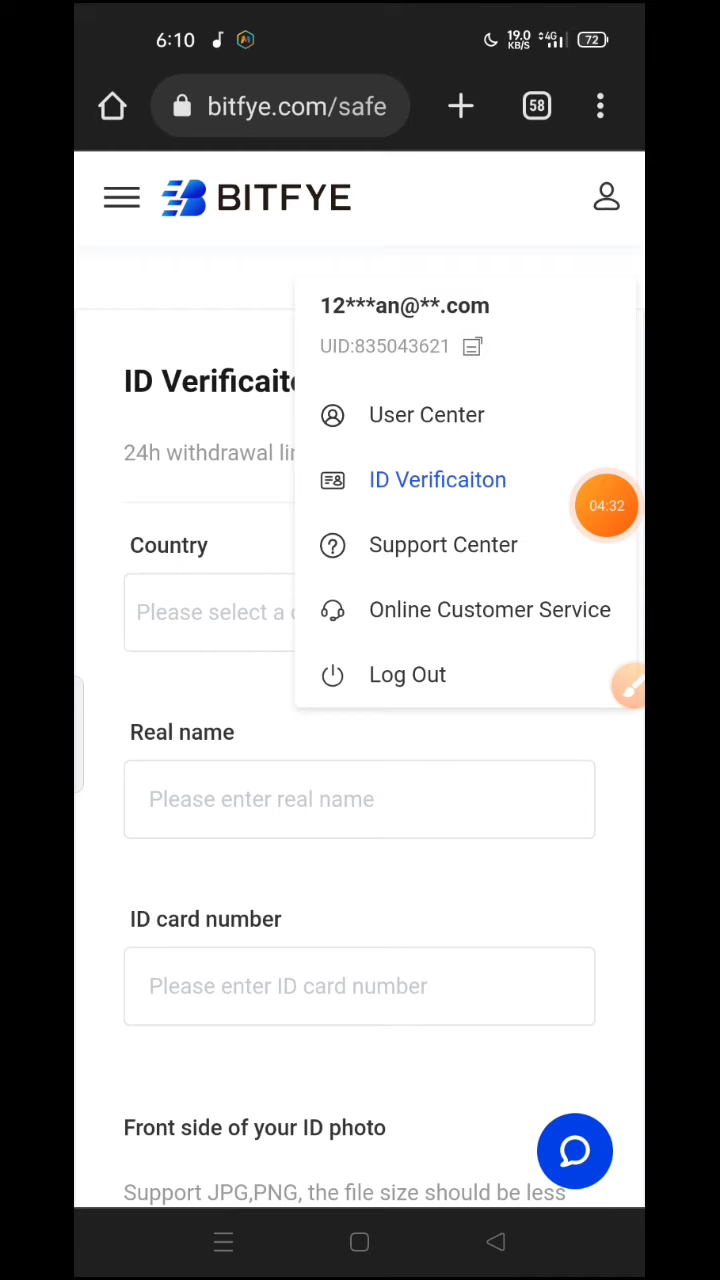 6:10
19.0
KB/S
4G
72
bitfye.com/safe
58
BITFYE
12***an@**.com
UID:835043621
ID Verificait
User Center
24h withdrawal lin
ID Verificaiton
04:32
Country
Support Center
Please select a c
Online Customer Service
Log Out
Real name
Please enter real name
ID card number
Please enter ID card number
Front side of your ID photo
Support JPG,PNG, the file size should be less